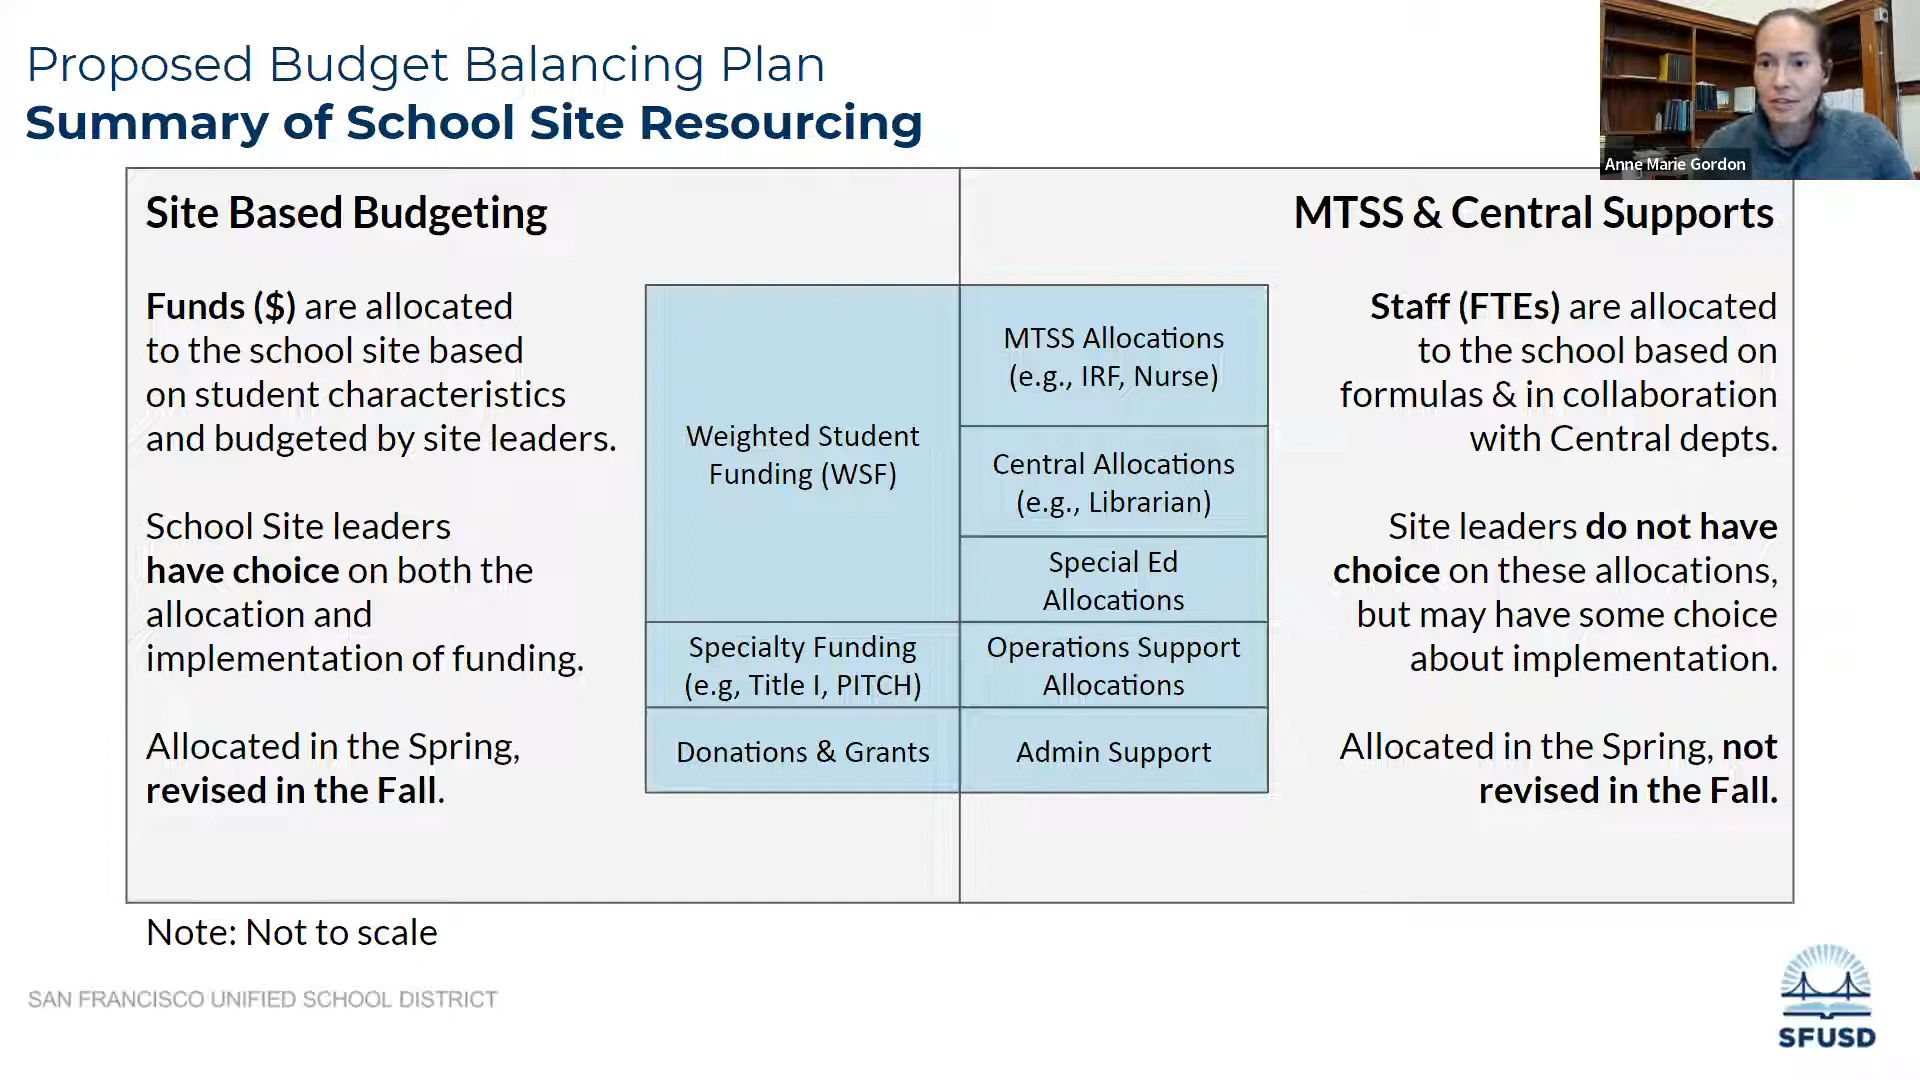 Proposed Budget Balancing Plan
Summary of School Site Resourcing
Anne Marie Gordon
Site Based Budgeting
Funds ($) are allocated
to the school site based
on student characteristics
and budgeted by site leaders.
School Site leaders
have choice on both the
allocation and
implementation of funding.
Allocated in the Spring,
revised in the Fall.
Weighted Student
Funding (WSF)
Specialty Funding
(e.g, Title I, PITCH)
Donations & Grants
MTSS Allocations
(e.g., IRF, Nurse)
Central Allocations
(e.g., Librarian)
Special Ed
Allocations
Operations Support
Allocations
Admin Support
MTSS & Central Supports
Staff (FTEs) are allocated
to the school based on
formulas & in collaboration
with Central depts.
Site leaders do not have
choice on these allocations,
but may have some choice
about implementation.
Allocated in the Spring, not
revised in the Fall.
Note: Not to scale
SAN FRANCISCO UNIFIED SCHOOL DISTRICT
SFUSD